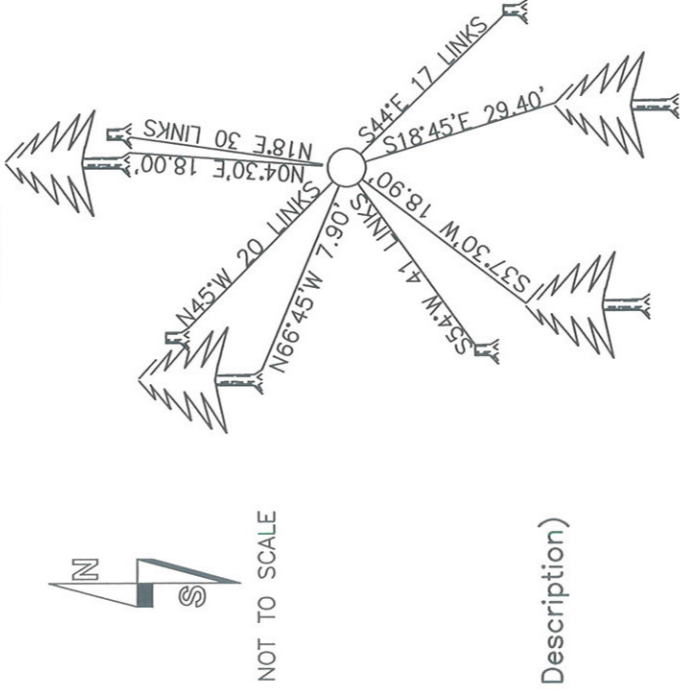 N18°E 30 LINKS
N04°30'E 18.00'
N45°W 20 LINKS
N66°45'W 7.90'
S54°W 41 LINKS
S37°30'W 18.90'
S18°45'E 29.40'
S44°E 17 LINKS
N
S
NOT TO SCALE
Description)